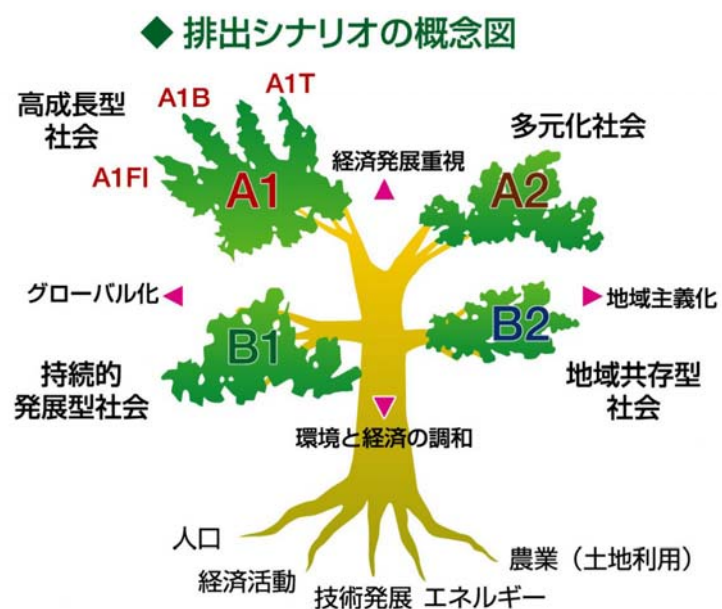 ◆ 排出シナリオの概念図
A1T
A1B
高成長型
社会
A1FI
多元化社会
経済発展重視
A1
A2
グローバル化
地域主義化
B1
B2
持続的
発展型社会
地域共存型
社会
環境と経済の調和
人口
経済活動
技術発展
エネルギー
農業(土地利用)